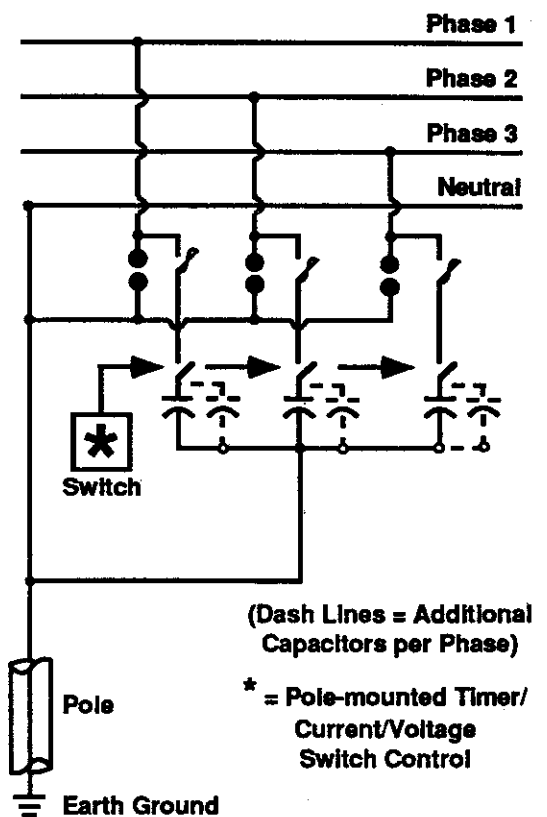 Phase 1
Phase 2
Phase 3
Neutral
*
Switch
(Dash Lines = Additional
Capacitors per Phase)
* = Pole-mounted Timer/
Current/Voltage
Switch Control
Pole
Earth Ground